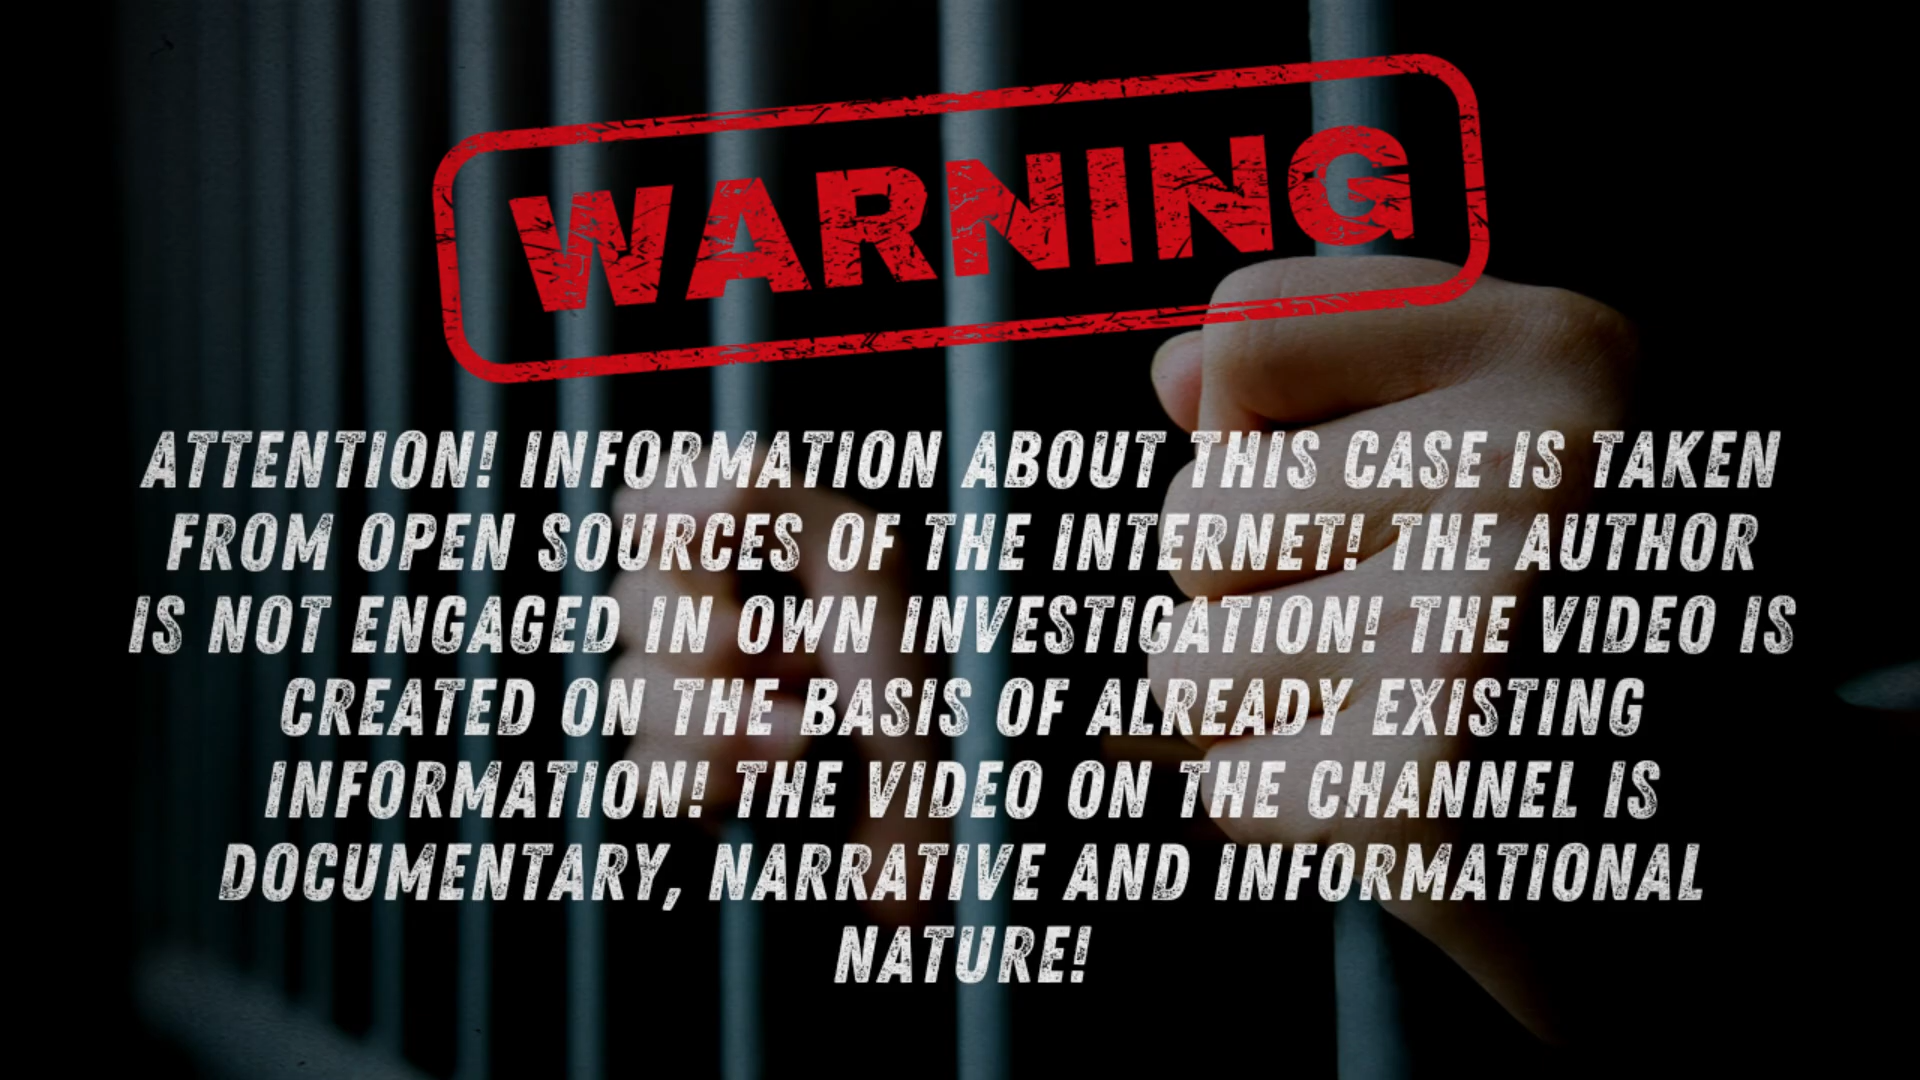 WARNING
ATTENTION! INFORMATION ABOUT THIS CASE IS TAKEN
FROM OPEN SOURCES OF THE INTERNET! THE AUTHOR
IS NOT ENGAGED IN OWN INVESTIGATION! THE VIDEO IS
CREATED ON THE BASIS OF ALREADY EXISTING
INFORMATION! THE VIDEO ON THE CHANNEL IS
DOCUMENTARY, NARRATIVE AND INFORMATIONAL
NATURE!